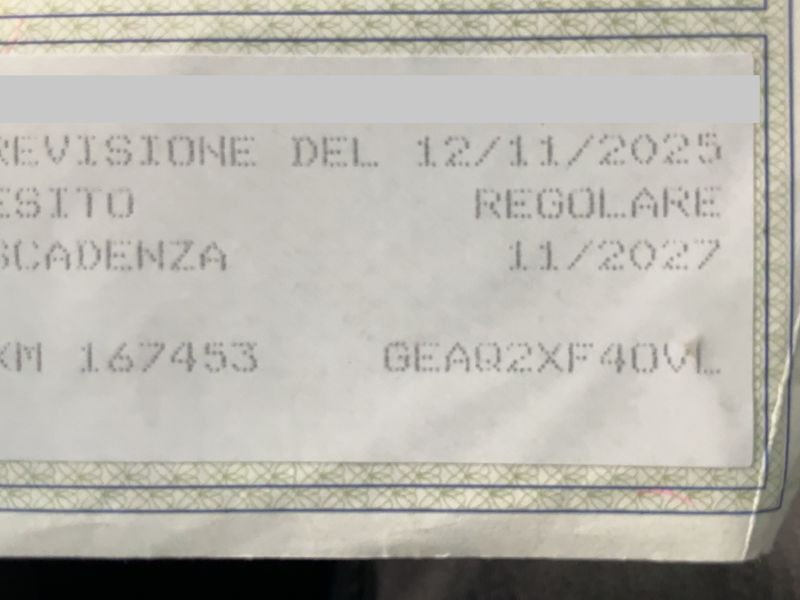 REVISIONE DEL 12/11/2025
ESITO REGOLARE
SCADENZA 11/2027
KM 167453 GEAQ2XF40VL